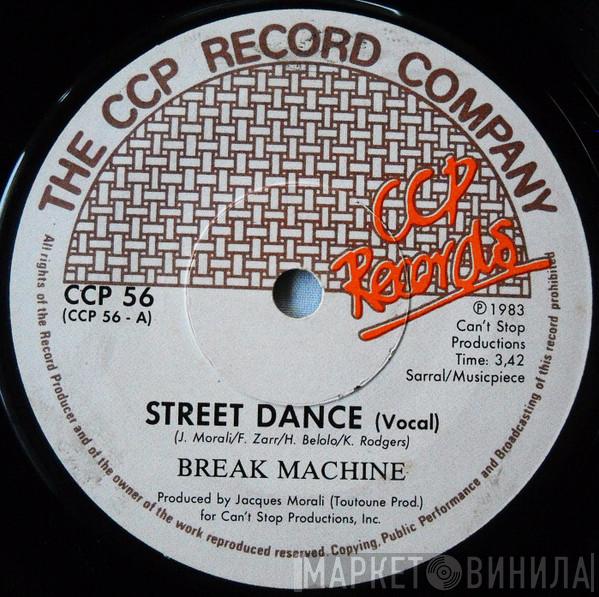 THE CCP RECORD COMPANY
CCP
Records
CCP 56
(CCP 56 - A)
℗ 1983
Can't Stop
Productions
Time: 3,42
Sarral/Musicpiece
STREET DANCE (Vocal)
(J. Morali/F. Zarr/H. Belolo/K. Rodgers)
BREAK MACHINE
Produced by Jacques Morali (Toutoune Prod.)
for Can't Stop Productions, Inc.
All rights of the Record Producer and of the owner of the work reproduced reserved. Copying, Public Performance and Broadcasting of this record prohibited
МАРКЕТ ВИНИЛА